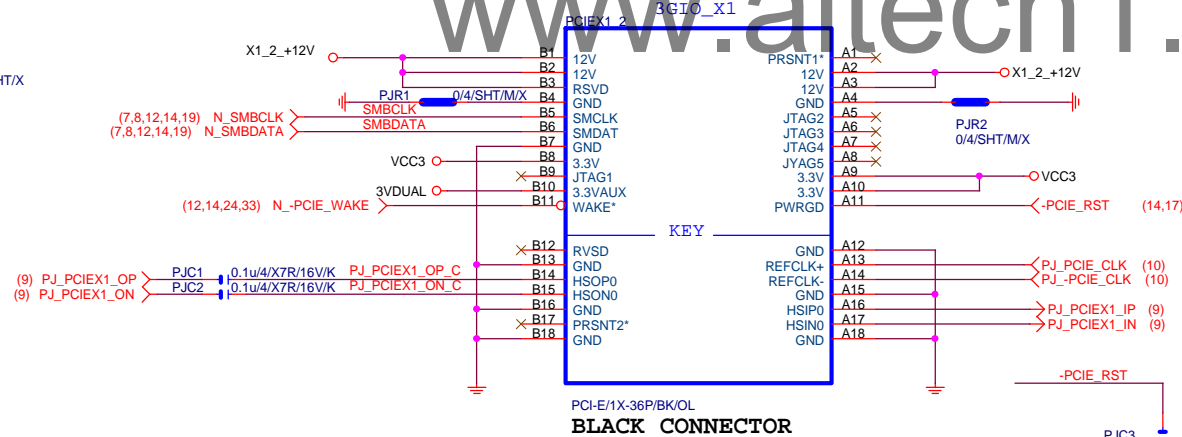 www.aitech1.
3GIO_X1
PCIEX1_2
HT/X
X1_2_+12V
B1 12V PRSNT1* A1
B2 12V 12V A2 X1_2_+12V
B3 RSVD 12V A3
PJR1 0/4/SHT/M/X B4 GND GND A4
(7,8,12,14,19) N_SMBCLK SMBCLK B5 SMCLK JTAG2 A5
(7,8,12,14,19) N_SMBDATA SMBDATA B6 SMDAT JTAG3 A6 PJR2
B7 GND JTAG4 A7 0/4/SHT/M/X
VCC3 B8 3.3V JYAG5 A8
B9 JTAG1 3.3V A9 VCC3
3VDUAL B10 3.3VAUX 3.3V A10
(12,14,24,33) N_-PCIE_WAKE B11 WAKE* PWRGD A11 -PCIE_RST (14,17)
KEY
B12 RVSD GND A12
B13 GND REFCLK+ A13 PJ_PCIE_CLK (10)
(9) PJ_PCIEX1_OP PJC1 0.1u/4/X7R/16V/K PJ_PCIEX1_OP_C B14 HSOP0 REFCLK- A14 PJ_-PCIE_CLK (10)
(9) PJ_PCIEX1_ON PJC2 0.1u/4/X7R/16V/K PJ_PCIEX1_ON_C B15 HSON0 GND A15
B16 GND HSIP0 A16 PJ_PCIEX1_IP (9)
B17 PRSNT2* HSIN0 A17 PJ_PCIEX1_IN (9)
B18 GND GND A18
-PCIE_RST
PCI-E/1X-36P/BK/OL
BLACK CONNECTOR
PJC3